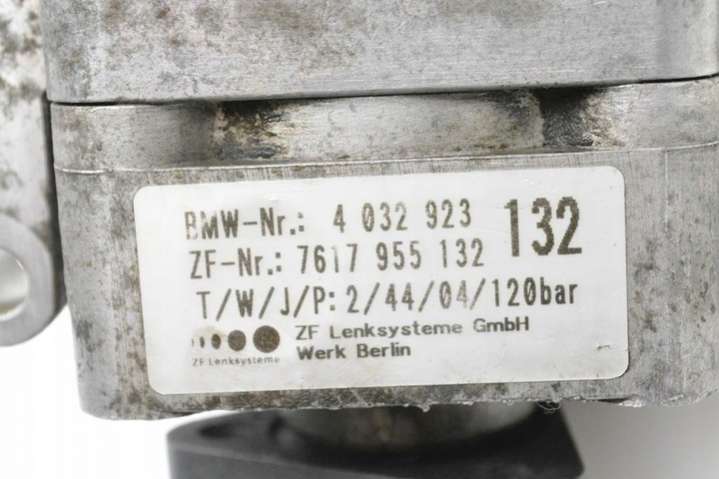 BMW-Nr.: 4 032 923 132
ZF-Nr.: 7617 955 132
T/W/J/P: 2/44/04/120bar
ZF Lenksysteme GmbH
ZF Lenksysteme Werk Berlin